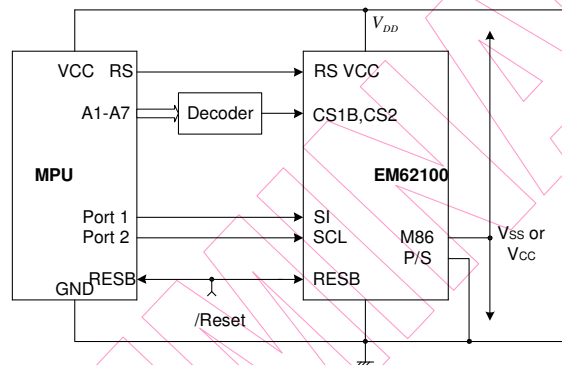 VDD
VCC RS
RS VCC
A1-A7
Decoder
CS1B,CS2
MPU
EM62100
Port 1
SI
Port 2
SCL
M86
P/S
VSS or
VCC
RESB
RESB
GND
/Reset